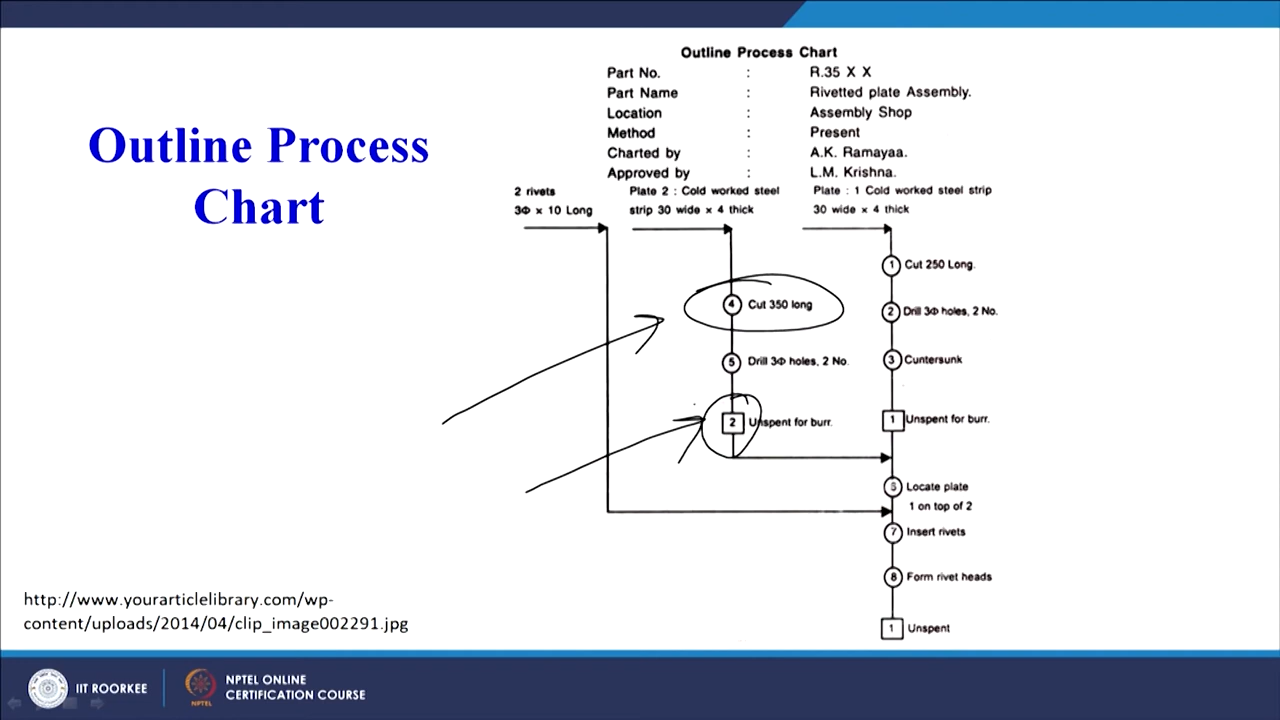 Outline Process
Chart
Outline Process Chart
Part No. : R.35 X X
Part Name : Rivetted plate Assembly.
Location : Assembly Shop
Method : Present
Charted by : A.K. Ramayaa.
Approved by : L.M. Krishna.
2 rivets
3Φ × 10 Long
Plate 2 : Cold worked steel
strip 30 wide × 4 thick
Plate : 1 Cold worked steel strip
30 wide × 4 thick
1 Cut 250 Long.
2 Drill 3Φ holes, 2 No.
3 Cuntersunk
1 Unspent for burr.
4 Cut 350 long
5 Drill 3Φ holes, 2 No.
2 Unspent for burr.
Locate plate
1 on top of 2
7 Insert rivets
8 Form rivet heads
1 Unspent
http://www.yourarticlelibrary.com/wp-
content/uploads/2014/04/clip_image002291.jpg
IIT ROORKEE
NPTEL
NPTEL ONLINE
CERTIFICATION COURSE